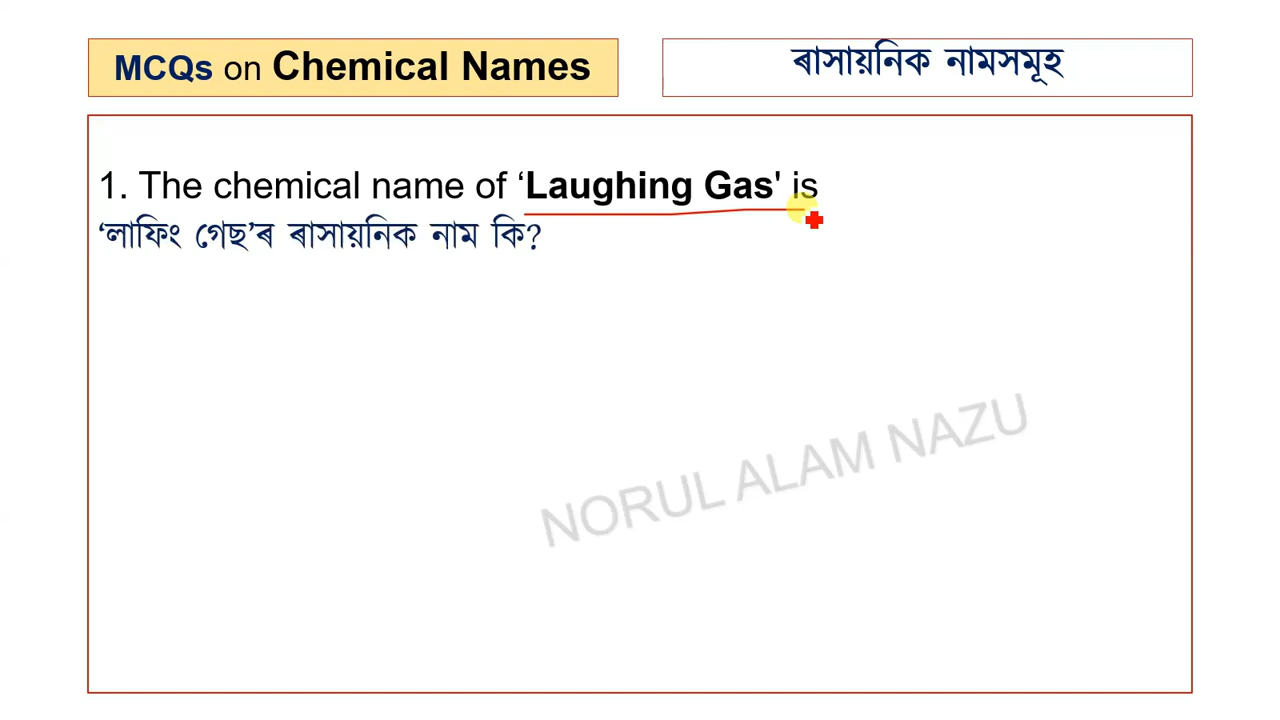 MCQs on Chemical Names
ৰাসায়নিক নামসমূহ
1. The chemical name of ‘Laughing Gas' is
‘লাফিং গেছ’ৰ ৰাসায়নিক নাম কি?
NORUL ALAM NAZU